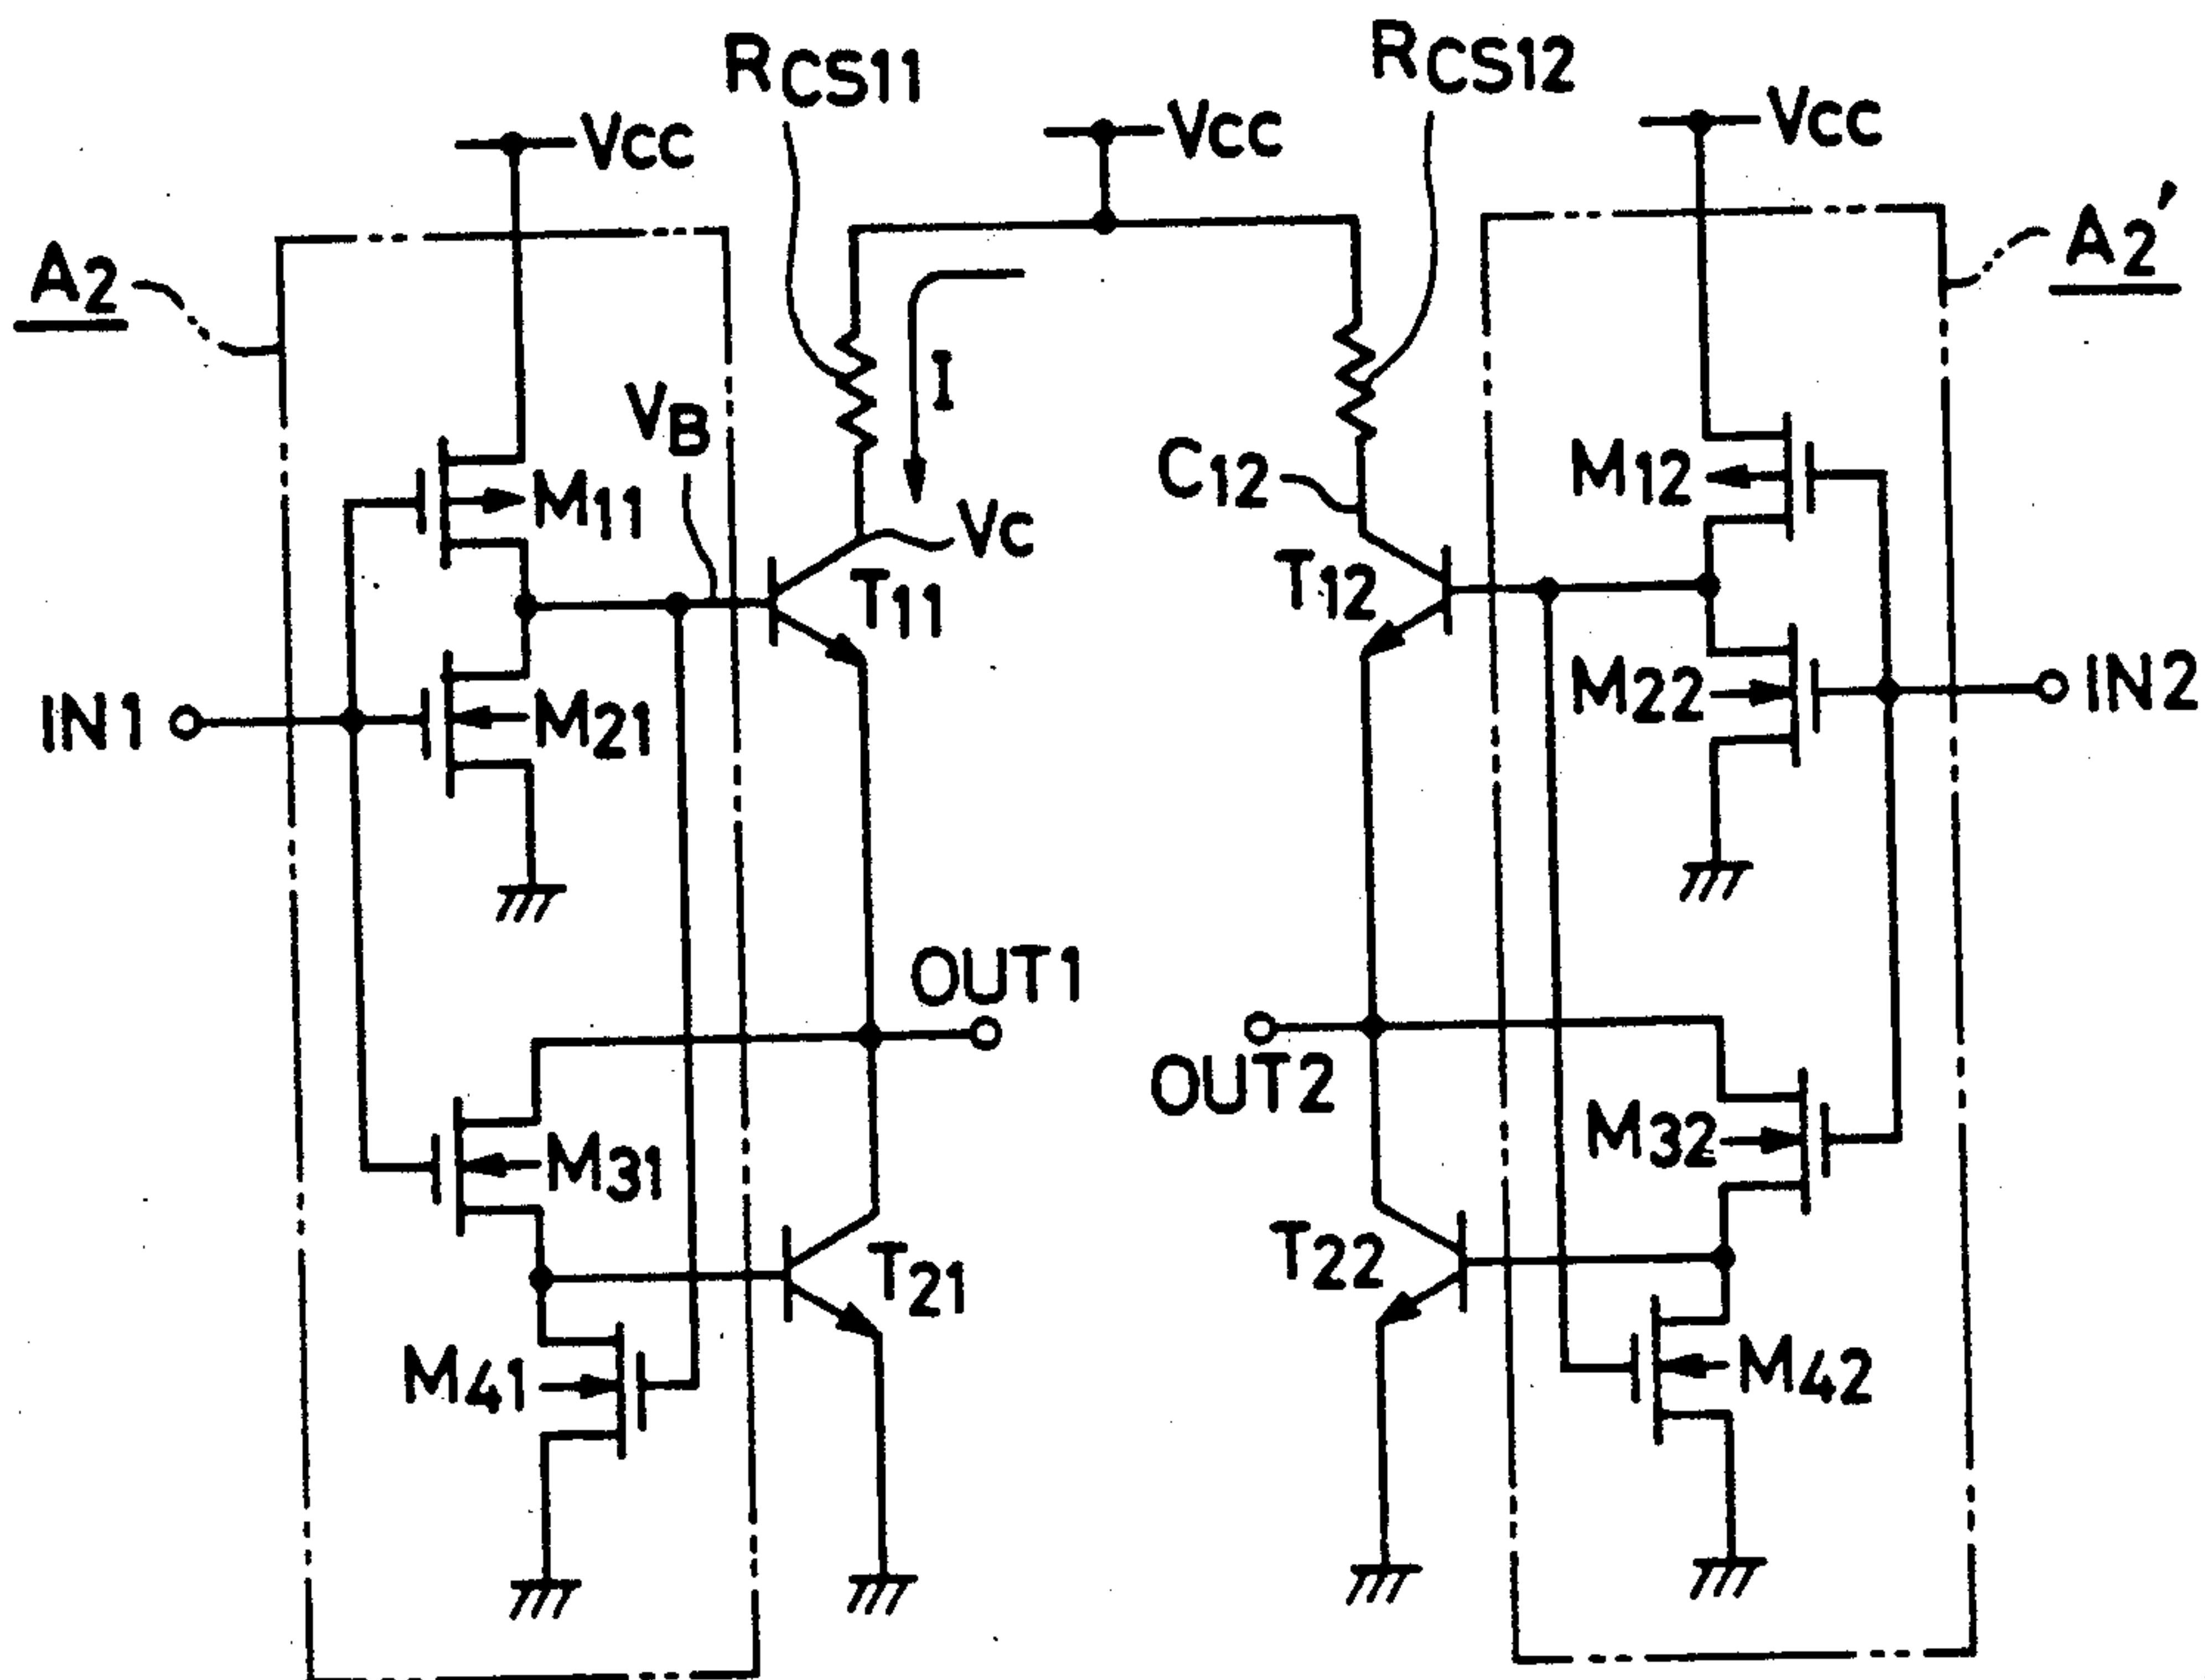 RCS11
RCS12
VCC
VCC
VCC
A2
A2'
I
VB
M11
C12
M12
VC
T11
T12
IN1
M21
M22
IN2
OUT1
OUT2
M31
M32
T21
T22
M41
M42